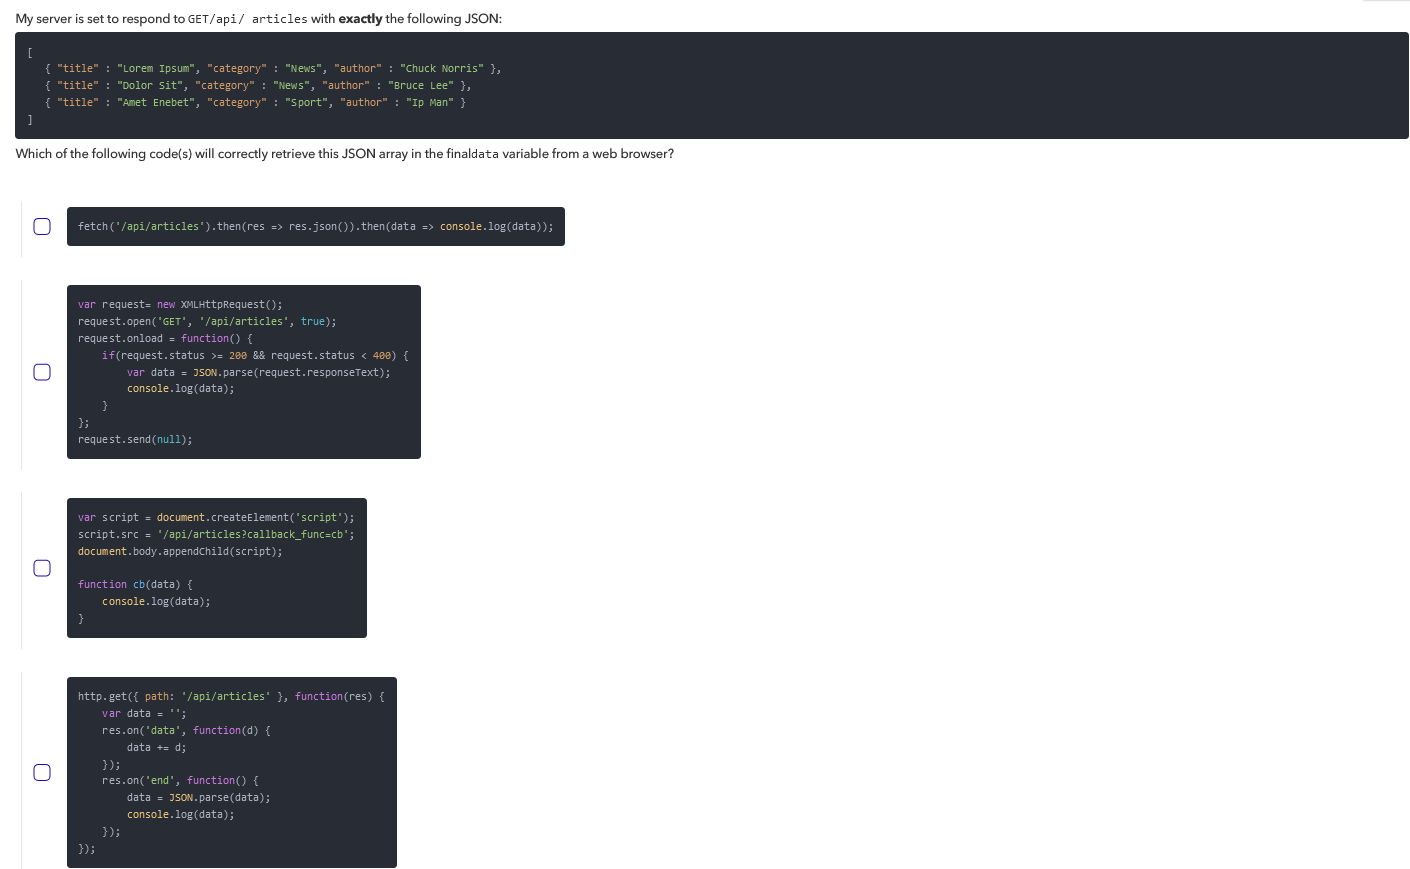 My server is set to respond to GET/api/ articles with exactly the following JSON:
[
{ "title" : "Lorem Ipsum", "category" : "News", "author" : "Chuck Norris" },
{ "title" : "Dolor Sit", "category" : "News", "author" : "Bruce Lee" },
{ "title" : "Amet Enebet", "category" : "Sport", "author" : "Ip Man" }
]
Which of the following code(s) will correctly retrieve this JSON array in the finaldata variable from a web browser?
fetch('/api/articles').then(res => res.json()).then(data => console.log(data));
var request= new XMLHttpRequest();
request.open('GET', '/api/articles', true);
request.onload = function() {
if(request.status >= 200 && request.status < 400) {
var data = JSON.parse(request.responseText);
console.log(data);
}
};
request.send(null);
var script = document.createElement('script');
script.src = '/api/articles?callback_func=cb';
document.body.appendChild(script);
function cb(data) {
console.log(data);
}
http.get({ path: '/api/articles' }, function(res) {
var data = '';
res.on('data', function(d) {
data += d;
});
res.on('end', function() {
data = JSON.parse(data);
console.log(data);
});
});